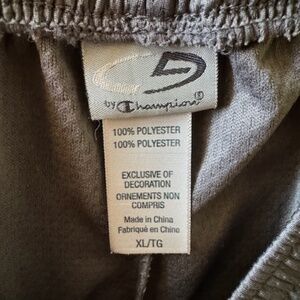 C9
by Champion®
100% POLYESTER
100% POLYESTER
EXCLUSIVE OF
DECORATION
ORNEMENTS NON
COMPRIS
Made in China
Fabriqué en Chine
XL/TG